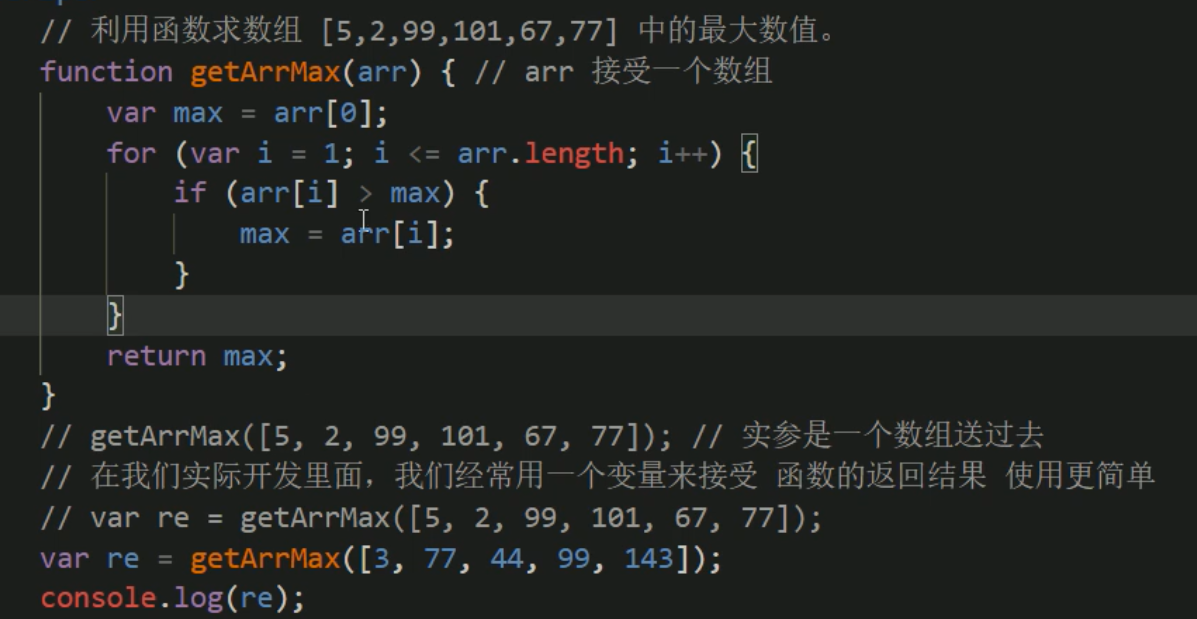 // 利用函数求数组 [5,2,99,101,67,77] 中的最大数值。
function getArrMax(arr) { // arr 接受一个数组
    var max = arr[0];
    for (var i = 1; i <= arr.length; i++) {
        if (arr[i] > max) {
            max = arr[i];
        }
    }
    return max;
}
// getArrMax([5, 2, 99, 101, 67, 77]); // 实参是一个数组送过去
// 在我们实际开发里面，我们经常用一个变量来接受 函数的返回结果 使用更简单
// var re = getArrMax([5, 2, 99, 101, 67, 77]);
var re = getArrMax([3, 77, 44, 99, 143]);
console.log(re);